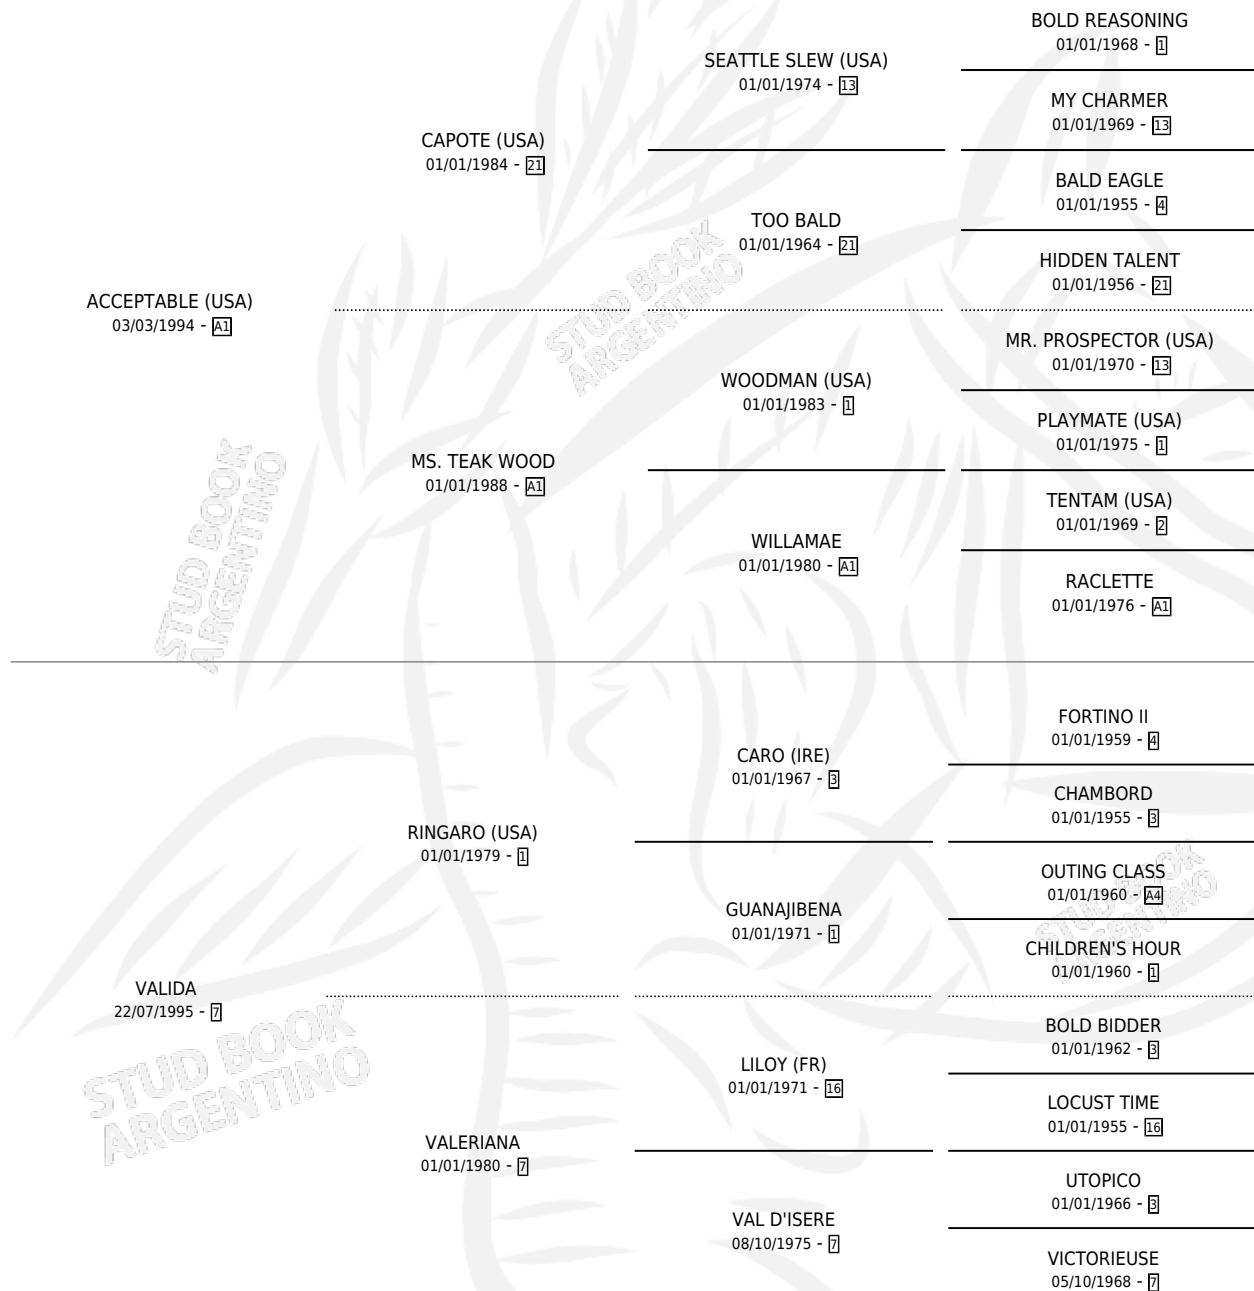 BOLD REASONING
01/01/1968 - 1
SEATTLE SLEW (USA)
01/01/1974 - 13
MY CHARMER
01/01/1969 - 13
CAPOTE (USA)
01/01/1984 - 21
BALD EAGLE
01/01/1955 - 4
TOO BALD
01/01/1964 - 21
HIDDEN TALENT
01/01/1956 - 21
ACCEPTABLE (USA)
03/03/1994 - A1
MR. PROSPECTOR (USA)
01/01/1970 - 13
WOODMAN (USA)
01/01/1983 - 1
PLAYMATE (USA)
01/01/1975 - 1
MS. TEAK WOOD
01/01/1988 - A1
TENTAM (USA)
01/01/1969 - 2
WILLAMAE
01/01/1980 - A1
RACLETTE
01/01/1976 - A1
FORTINO II
01/01/1959 - 4
CARO (IRE)
01/01/1967 - 3
CHAMBORD
01/01/1955 - 3
RINGARO (USA)
01/01/1979 - 1
OUTING CLASS
01/01/1960 - A4
GUANAJIBENA
01/01/1971 - 1
CHILDREN'S HOUR
01/01/1960 - 1
VALIDA
22/07/1995 - 7
BOLD BIDDER
01/01/1962 - 3
LILOY (FR)
01/01/1971 - 16
LOCUST TIME
01/01/1955 - 16
VALERIANA
01/01/1980 - 7
UTOPICO
01/01/1966 - 3
VAL D'ISERE
08/10/1975 - 7
VICTORIEUSE
05/10/1968 - 7
STUD BOOK
ARGENTINO
STUD BOOK
ARGENTINO
STUD BOOK
ARGENTINO
STUD BOOK
ARGENTINO